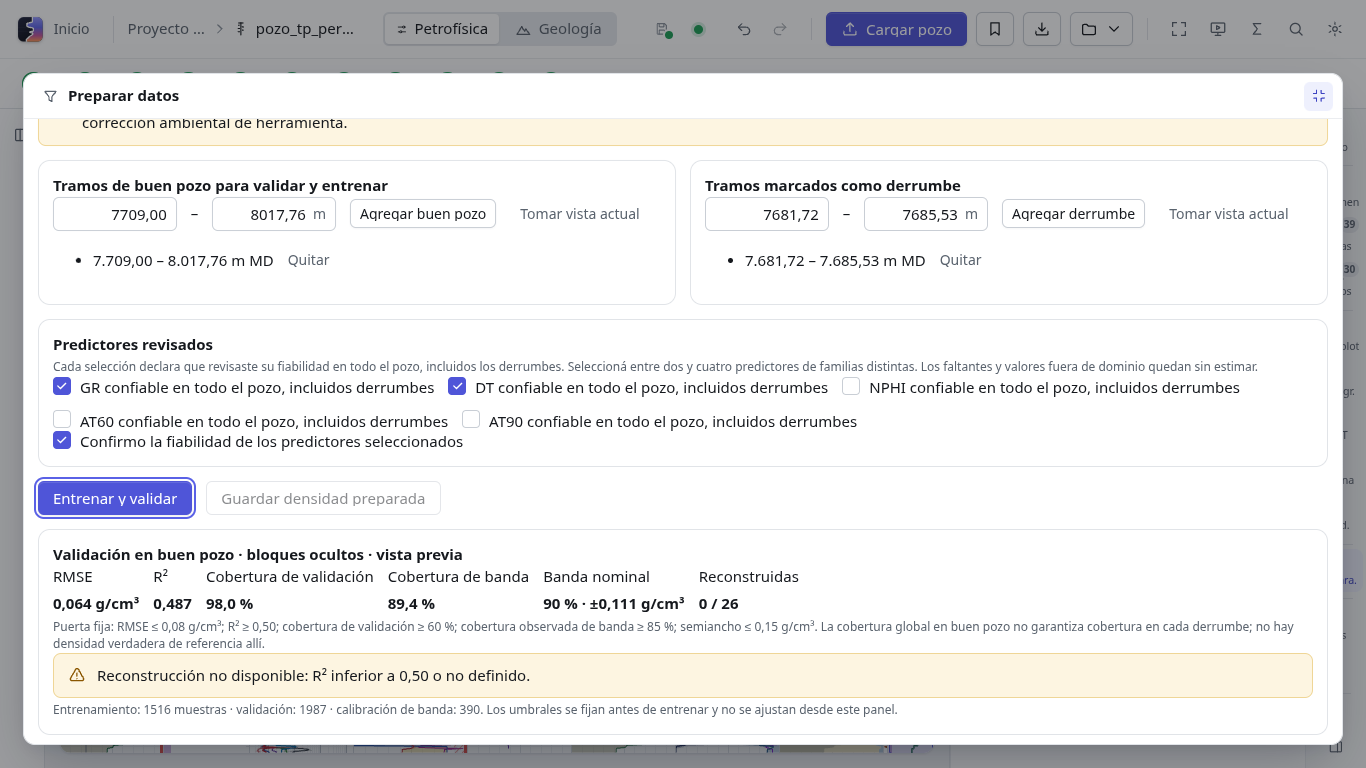 Inicio
Proyecto ...
pozo_tp_per...
Petrofísica
Geología
Cargar pozo
Preparar datos
corrección ambiental de herramienta.
Tramos de buen pozo para validar y entrenar
7709,00 – 8017,76 m Agregar buen pozo Tomar vista actual
• 7.709,00 – 8.017,76 m MD Quitar
Tramos marcados como derrumbe
7681,72 – 7685,53 m Agregar derrumbe Tomar vista actual
• 7.681,72 – 7.685,53 m MD Quitar
Predictores revisados
Cada selección declara que revisaste su fiabilidad en todo el pozo, incluidos los derrumbes. Seleccioná entre dos y cuatro predictores de familias distintas. Los faltantes y valores fuera de dominio quedan sin estimar.
GR confiable en todo el pozo, incluidos derrumbes DT confiable en todo el pozo, incluidos derrumbes NPHI confiable en todo el pozo, incluidos derrumbes
AT60 confiable en todo el pozo, incluidos derrumbes AT90 confiable en todo el pozo, incluidos derrumbes
Confirmo la fiabilidad de los predictores seleccionados
Entrenar y validar Guardar densidad preparada
Validación en buen pozo · bloques ocultos · vista previa
RMSE R² Cobertura de validación Cobertura de banda Banda nominal Reconstruidas
0,064 g/cm³ 0,487 98,0 % 89,4 % 90 % · ±0,111 g/cm³ 0 / 26
Puerta fija: RMSE ≤ 0,08 g/cm³; R² ≥ 0,50; cobertura de validación ≥ 60 %; cobertura observada de banda ≥ 85 %; semiancho ≤ 0,15 g/cm³. La cobertura global en buen pozo no garantiza cobertura en cada derrumbe; no hay
densidad verdadera de referencia allí.
Reconstrucción no disponible: R² inferior a 0,50 o no definido.
Entrenamiento: 1516 muestras · validación: 1987 · calibración de banda: 390. Los umbrales se fijan antes de entrenar y no se ajustan desde este panel.